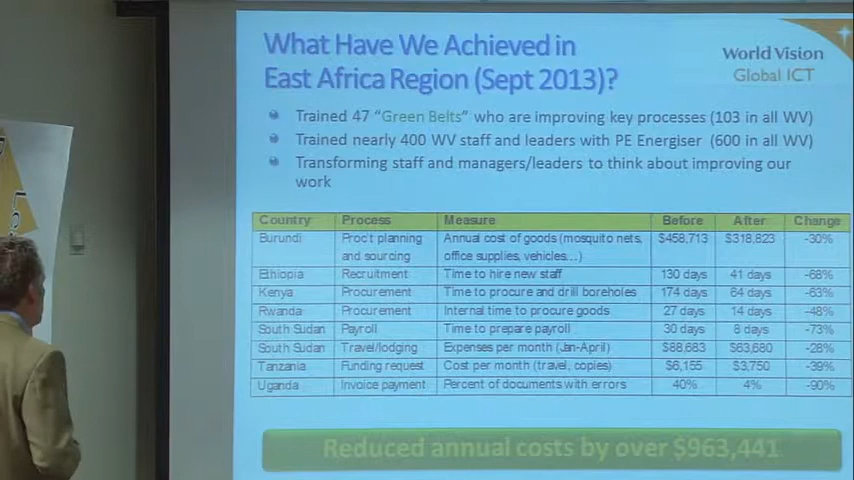 What Have We Achieved in
East Africa Region (Sept 2013)?
World Vision
Global ICT
Trained 47 "Green Belts" who are improving key processes (103 in all WV)
Trained nearly 400 WV staff and leaders with PE Energiser (600 in all WV)
Transforming staff and managers/leaders to think about improving our
work
Country Process Measure Before After Change
Burundi Proc't planning and sourcing Annual cost of goods (mosquito nets, office supplies, vehicles...) $458,713 $318,823 -30%
Ethiopia Recruitment Time to hire new staff 130 days 41 days -68%
Kenya Procurement Time to procure and drill boreholes 174 days 64 days -63%
Rwanda Procurement Internal time to procure goods 27 days 14 days -48%
South Sudan Payroll Time to prepare payroll 30 days 8 days -73%
South Sudan Travel/lodging Expenses per month (Jan-April) $88,683 $63,680 -28%
Tanzania Funding request Cost per month (travel, copies) $6,155 $3,750 -39%
Uganda Invoice payment Percent of documents with errors 40% 4% -90%
Reduced annual costs by over $963,441
5